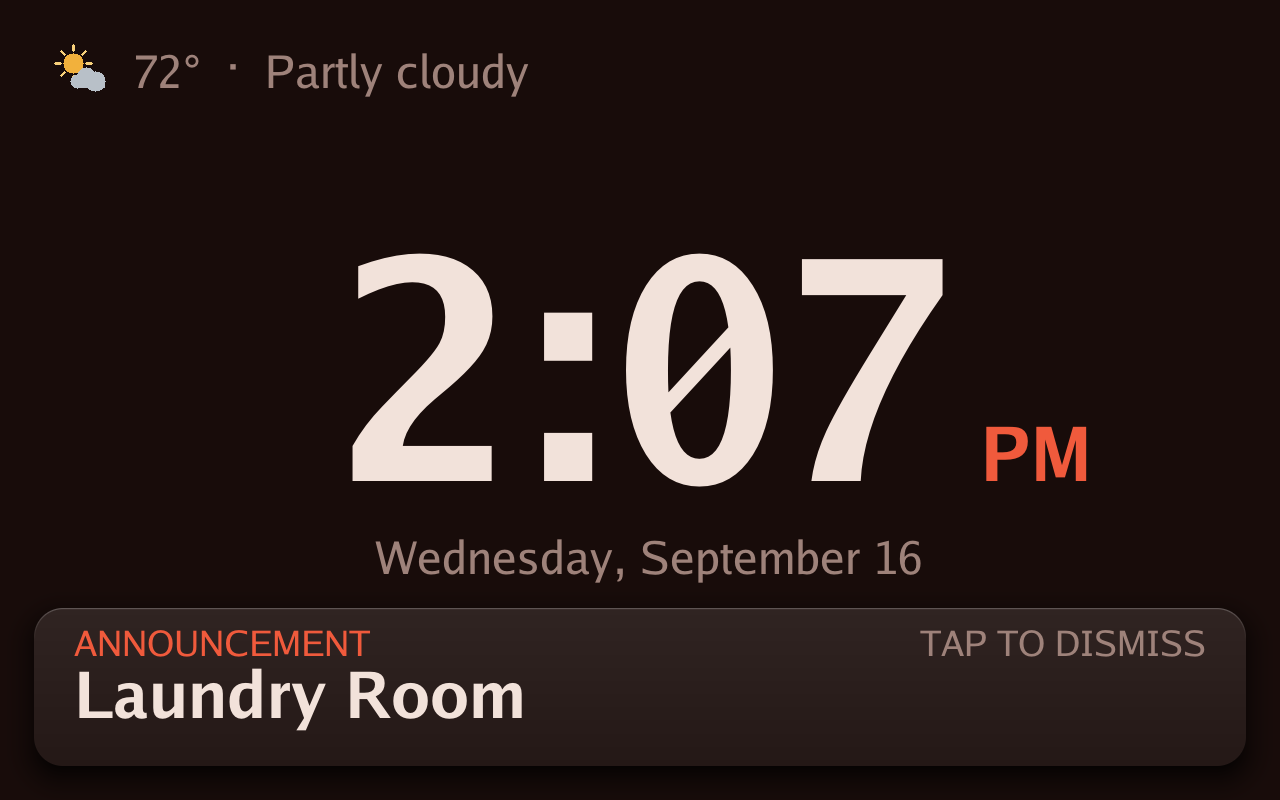 72° · Partly cloudy
2:07 PM
Wednesday, September 16
ANNOUNCEMENT TAP TO DISMISS
Laundry Room